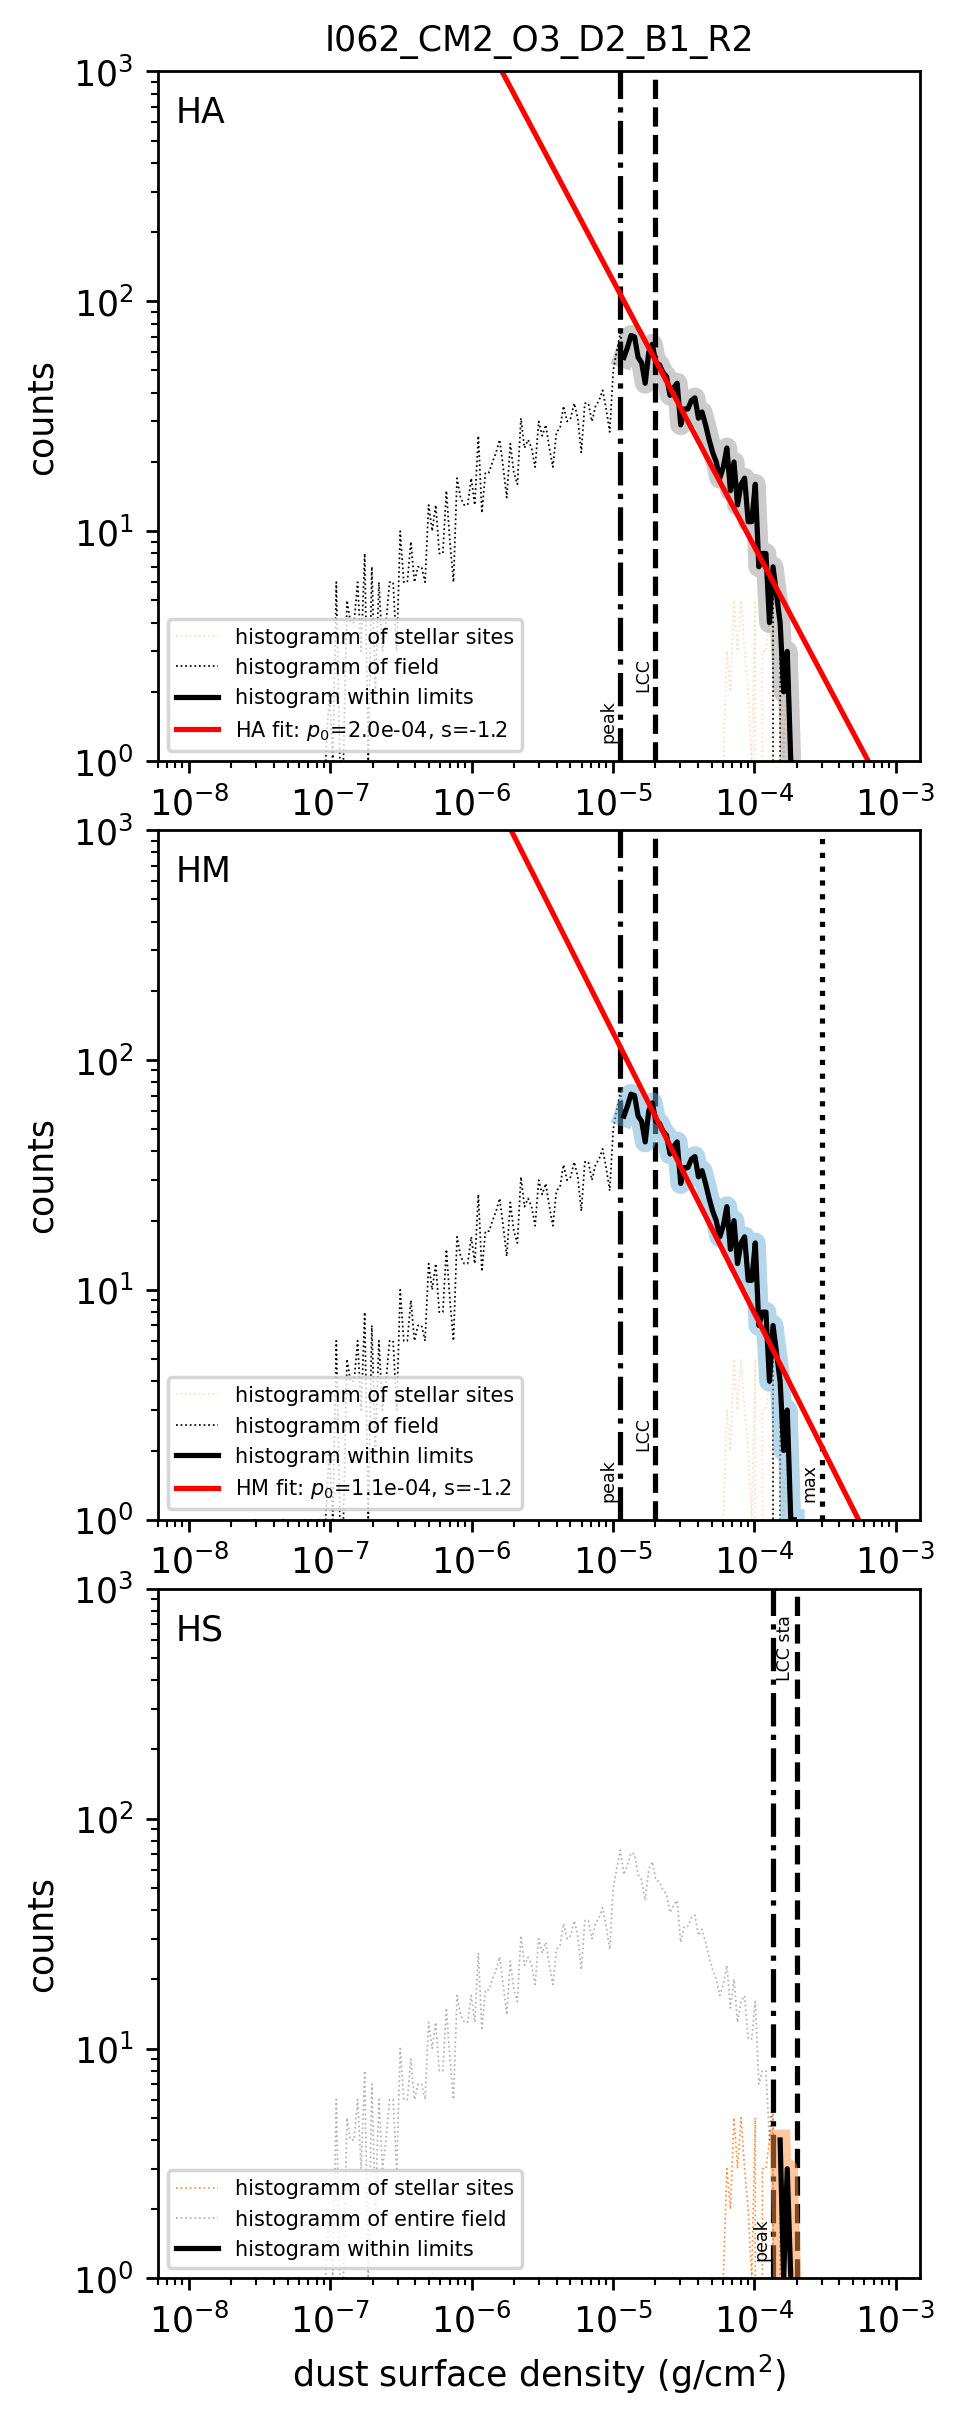 I062_CM2_O3_D2_B1_R2
10³
HA
10²
counts
10¹
peak
LCC
histogramm of stellar sites
histogramm of field
histogram within limits
HA fit: p₀=2.0e-04, s=-1.2
10⁰
10⁻⁸ 10⁻⁷ 10⁻⁶ 10⁻⁵ 10⁻⁴ 10⁻³
10³
HM
10²
counts
10¹
peak
LCC
max
histogramm of stellar sites
histogramm of field
histogram within limits
HM fit: p₀=1.1e-04, s=-1.2
10⁰
10⁻⁸ 10⁻⁷ 10⁻⁶ 10⁻⁵ 10⁻⁴ 10⁻³
10³
HS
LCC sta
10²
counts
10¹
peak
histogramm of stellar sites
histogramm of entire field
histogram within limits
10⁰
10⁻⁸ 10⁻⁷ 10⁻⁶ 10⁻⁵ 10⁻⁴ 10⁻³
dust surface density (g/cm²)